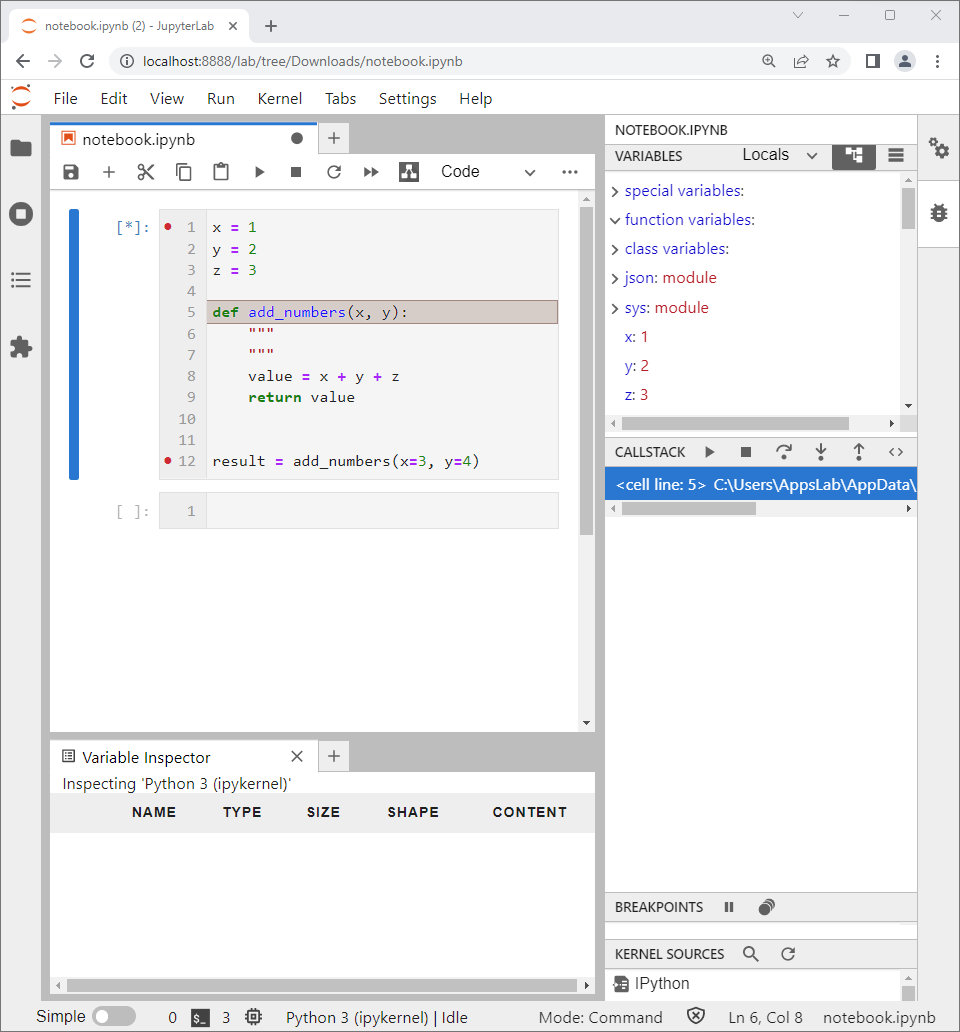 notebook.ipynb (2) - JupyterLab
localhost:8888/lab/tree/Downloads/notebook.ipynb
File Edit View Run Kernel Tabs Settings Help
notebook.ipynb
Code
[*]:
1 x = 1
2 y = 2
3 z = 3
4
5 def add_numbers(x, y):
6 """
7 """
8 value = x + y + z
9 return value
10
11
12 result = add_numbers(x=3, y=4)
[ ]:
1
Variable Inspector
Inspecting 'Python 3 (ipykernel)'
NAME TYPE SIZE SHAPE CONTENT
NOTEBOOK.IPYNB
VARIABLES Locals
special variables:
function variables:
class variables:
json: module
sys: module
x: 1
y: 2
z: 3
CALLSTACK
<cell line: 5> C:\Users\AppsLab\AppData\
BREAKPOINTS
KERNEL SOURCES
IPython
Simple 0 $_ 3 Python 3 (ipykernel) | Idle Mode: Command Ln 6, Col 8 notebook.ipynb